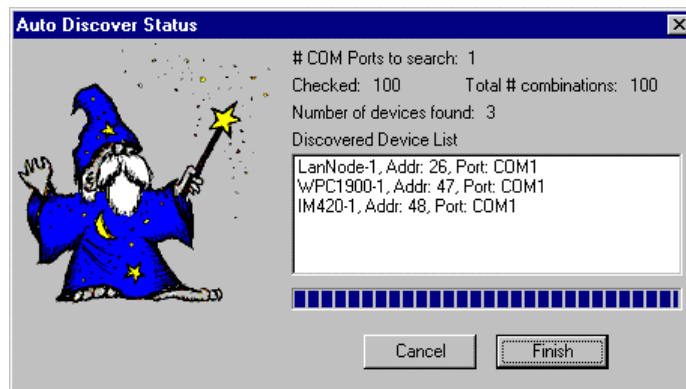 Auto Discover Status
# COM Ports to search: 1
Checked: 100 Total # combinations: 100
Number of devices found: 3
Discovered Device List
LanNode-1, Addr: 26, Port: COM1
WPC1900-1, Addr: 47, Port: COM1
IM420-1, Addr: 48, Port: COM1
Cancel Finish